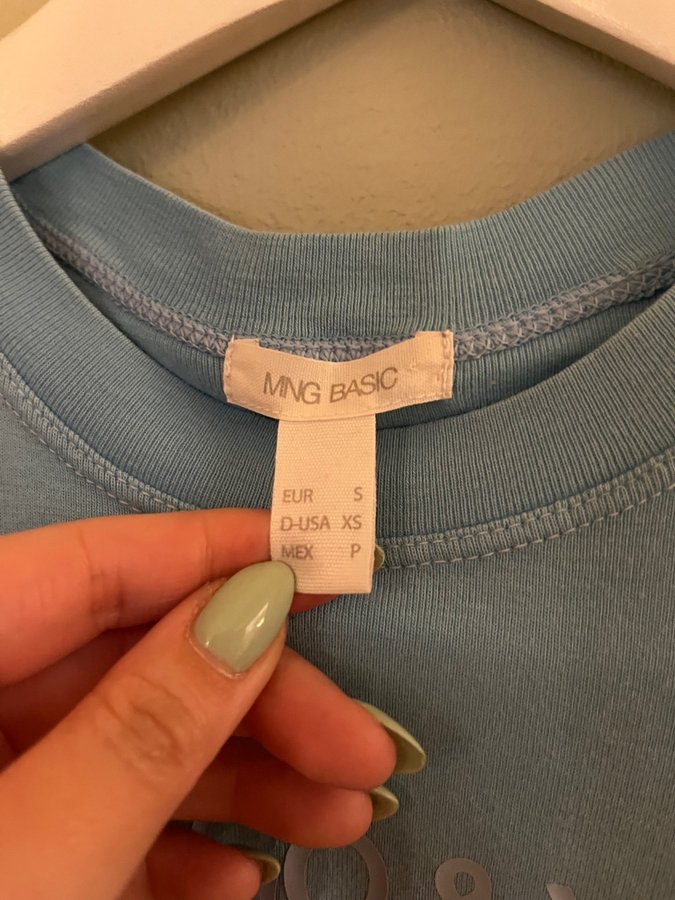 MNG BASIC
EUR S
D-USA XS
MEX P
O &